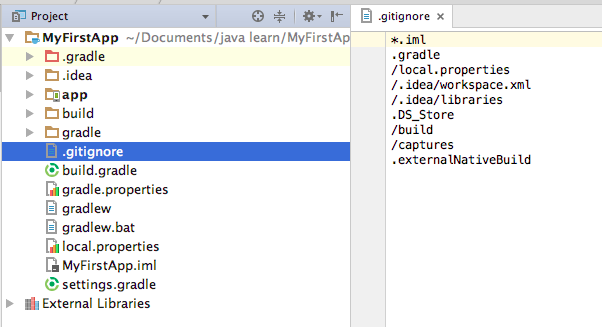 Project
.gitignore
MyFirstApp ~/Documents/java learn/MyFirstAp
.gradle
.idea
app
build
gradle
.gitignore
build.gradle
gradle.properties
gradlew
gradlew.bat
local.properties
MyFirstApp.iml
settings.gradle
External Libraries
*.iml
.gradle
/local.properties
/.idea/workspace.xml
/.idea/libraries
.DS_Store
/build
/captures
.externalNativeBuild